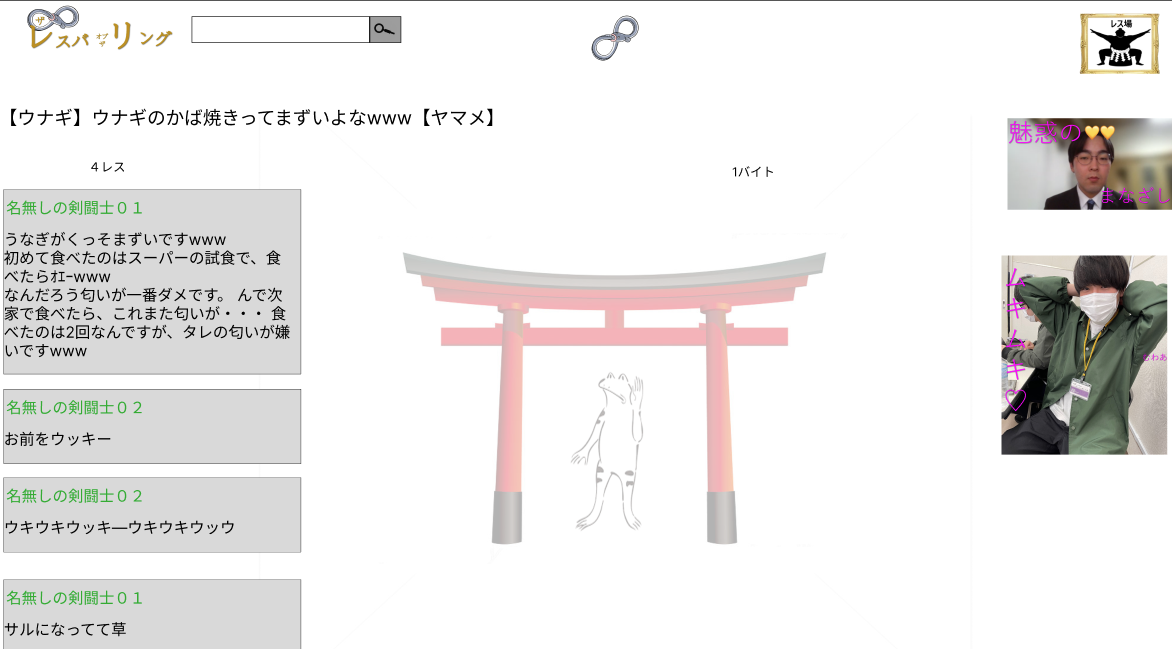 ザ
レスバ オブ ザ リング
レス場
【ウナギ】ウナギのかば焼きってまずいよなwww【ヤマメ】
４レス
1バイト
名無しの剣闘士０１
うなぎがくっそまずいですwww
初めて食べたのはスーパーの試食で、食
べたらｵｴｰwww
なんだろう匂いが一番ダメです。 んで次
家で食べたら、これまた匂いが・・・ 食
べたのは2回なんですが、タレの匂いが嫌
いですwww
名無しの剣闘士０２
お前をウッキー
名無しの剣闘士０２
ウキウキウッキ―ウキウキウッウ
名無しの剣闘士０１
サルになってて草
魅惑の💛💛
まなざし
ムキムキ♡
むわあ